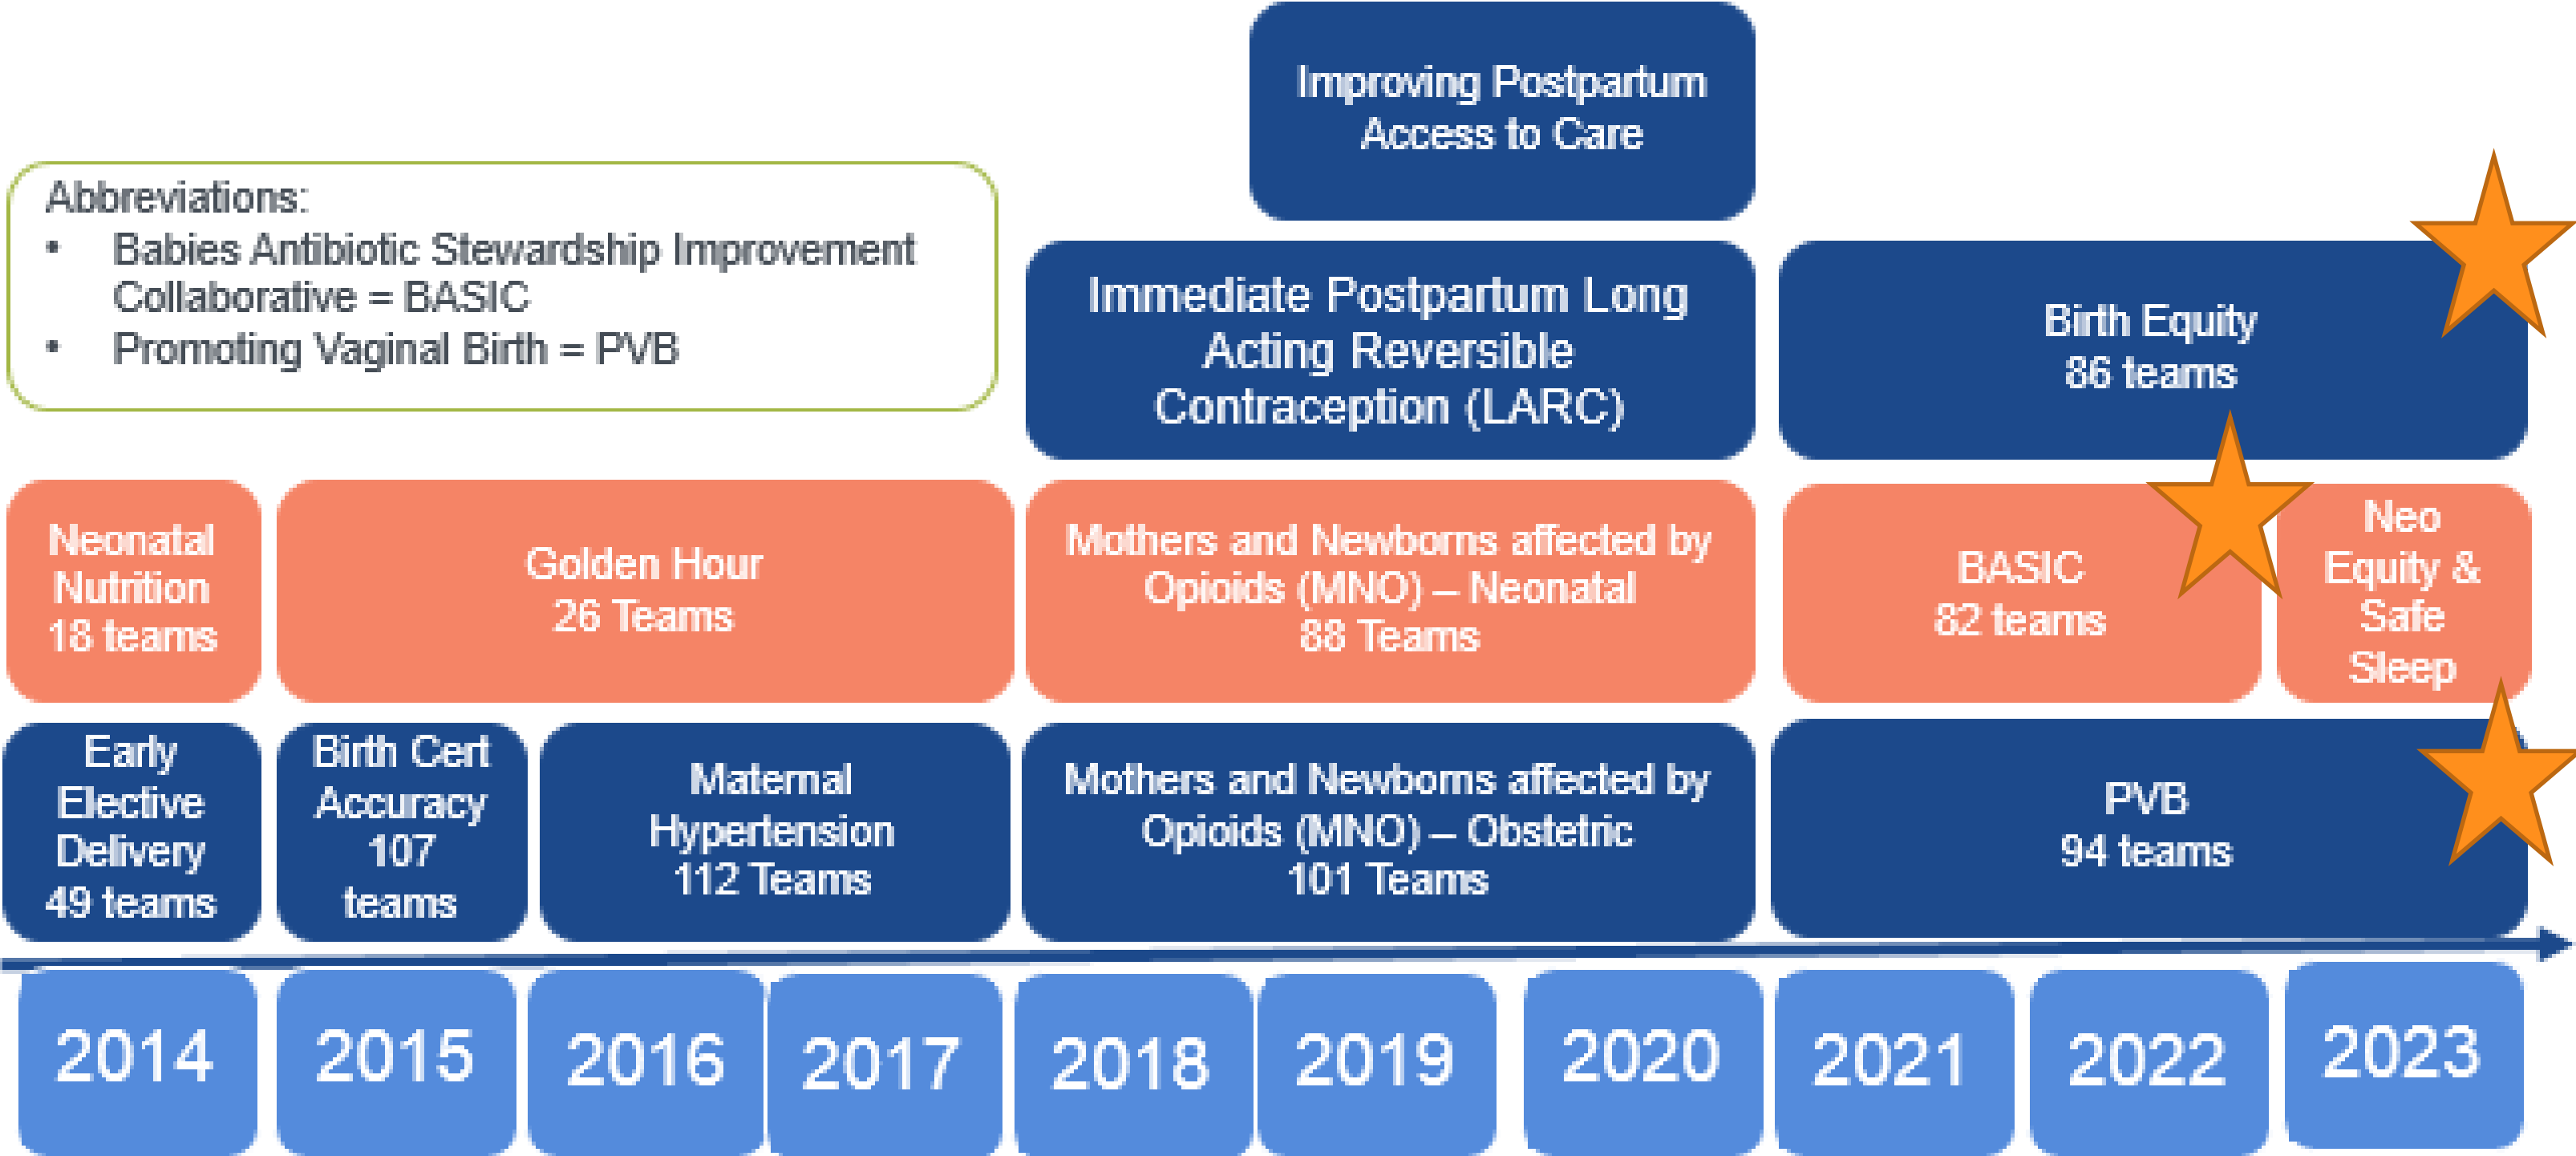 Improving Postpartum
Access to Care
Abbreviations:
• Babies Antibiotic Stewardship Improvement
Collaborative = BASIC
• Promoting Vaginal Birth = PVB
Immediate Postpartum Long
Acting Reversible
Contraception (LARC)
Birth Equity
86 teams
Neonatal
Nutrition
18 teams
Golden Hour
26 Teams
Mothers and Newborns affected by
Opioids (MNO) – Neonatal
88 Teams
BASIC
82 teams
Neo
Equity &
Safe
Sleep
Early
Elective
Delivery
49 teams
Birth Cert
Accuracy
107
teams
Maternal
Hypertension
112 Teams
Mothers and Newborns affected by
Opioids (MNO) – Obstetric
101 Teams
PVB
94 teams
2014
2015
2016
2017
2018
2019
2020
2021
2022
2023